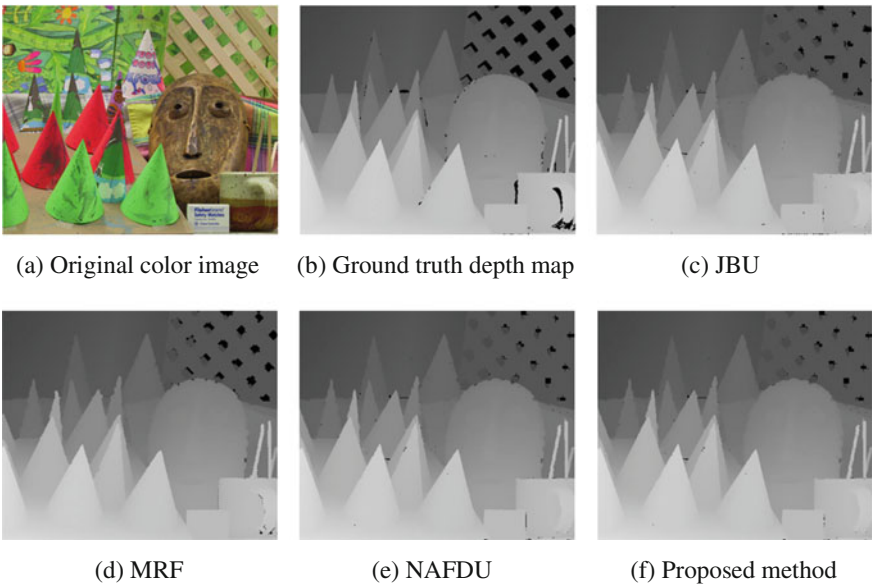 (a) Original color image
(b) Ground truth depth map
(c) JBU
(d) MRF
(e) NAFDU
(f) Proposed method